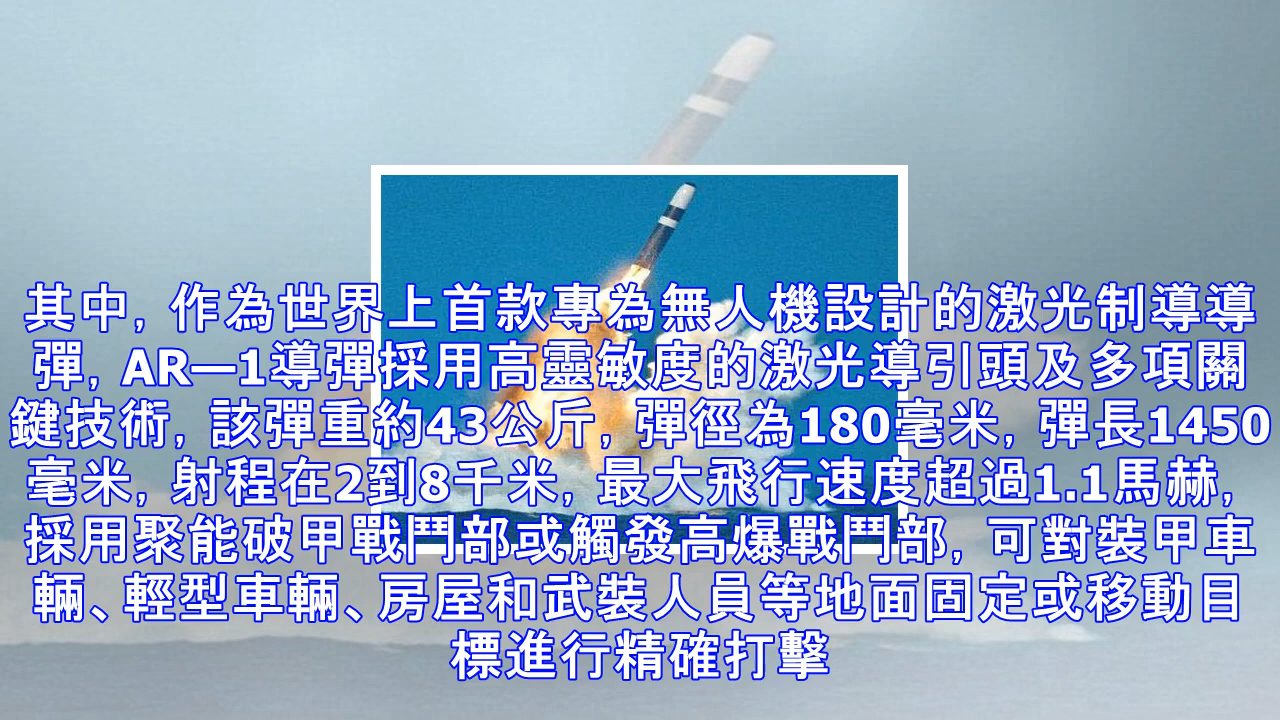 其中, 作為世界上首款專為無人機設計的激光制導導
彈, AR—1導彈採用高靈敏度的激光導引頭及多項關
鍵技術, 該彈重約43公斤, 彈徑為180毫米, 彈長1450
毫米, 射程在2到8千米, 最大飛行速度超過1.1馬赫,
採用聚能破甲戰鬥部或觸發高爆戰鬥部, 可對裝甲車
輛、輕型車輛、房屋和武裝人員等地面固定或移動目
標進行精確打擊